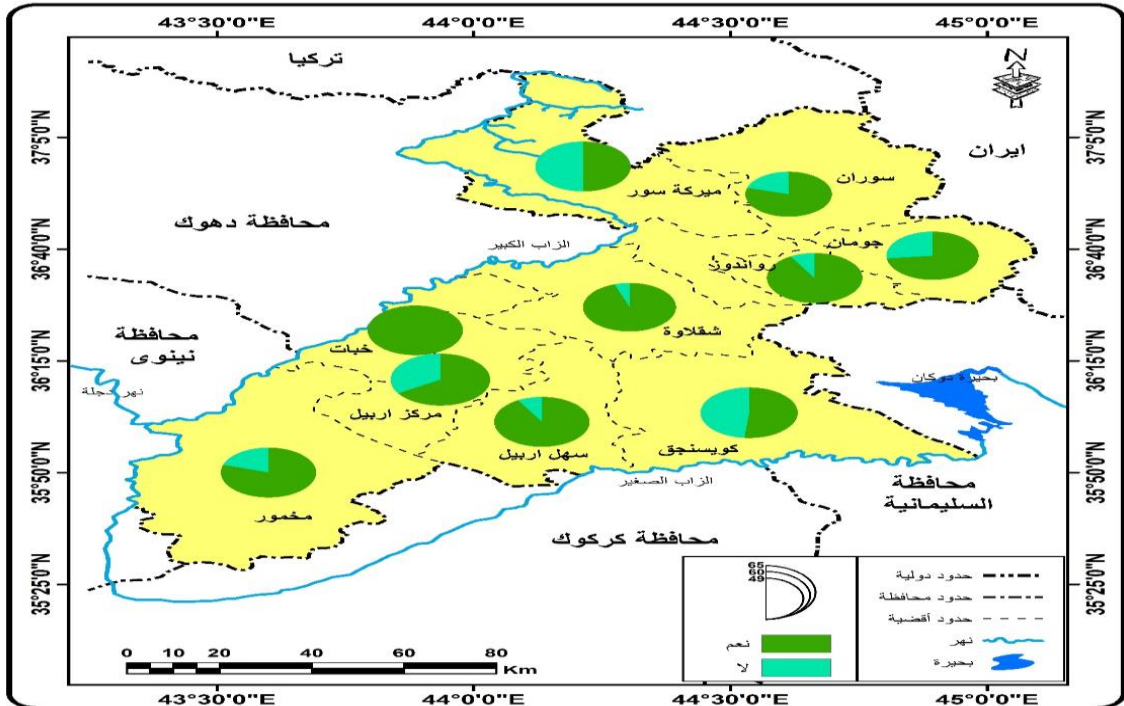 43°30'0"E
44°0'0"E
44°30'0"E
45°0'0"E
تركيا
N
37°5'0"N
37°5'0"N
ايران
سوران
ميركة سور
محافظة دهوك
جومان
الزاب الكبير
36°40'0"N
36°40'0"N
رواندوز
شقلاوة
محافظة
نينوى
خبات
36°15'0"N
36°15'0"N
بحيرة دوكان
نهر دجلة
مركز اربيل
سهل اربيل
كويسنجق
35°50'0"N
35°50'0"N
الزاب الصغير
محافظة
السليمانية
مخمور
محافظة كركوك
35°25'0"N
35°25'0"N
65
60
49
نعم
لا
حدود دولية
حدود محافظة
حدود أقضية
نهر
بحيرة
0 10 20 40 60 80
Km
43°30'0"E
44°0'0"E
44°30'0"E
45°0'0"E